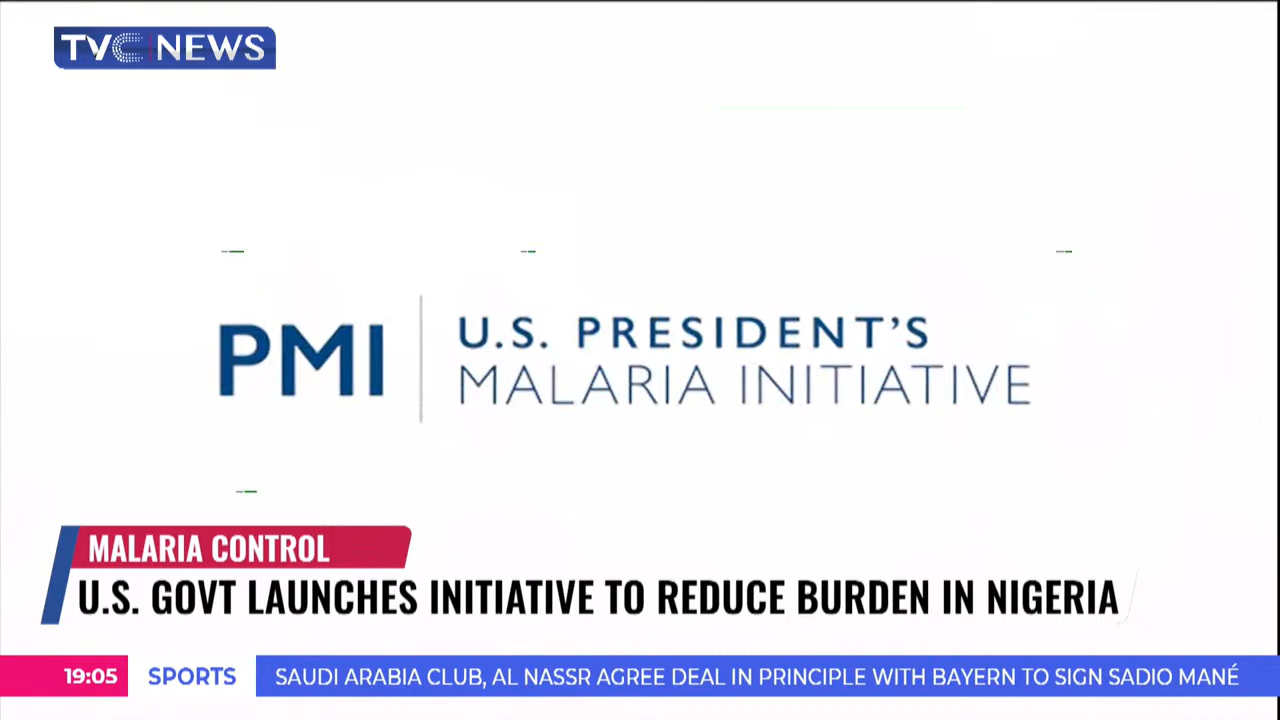 TVC NEWS
PMI
U.S. PRESIDENT'S
MALARIA INITIATIVE
MALARIA CONTROL
U.S. GOVT LAUNCHES INITIATIVE TO REDUCE BURDEN IN NIGERIA
19:05 SPORTS SAUDI ARABIA CLUB, AL NASSR AGREE DEAL IN PRINCIPLE WITH BAYERN TO SIGN SADIO MANÉ